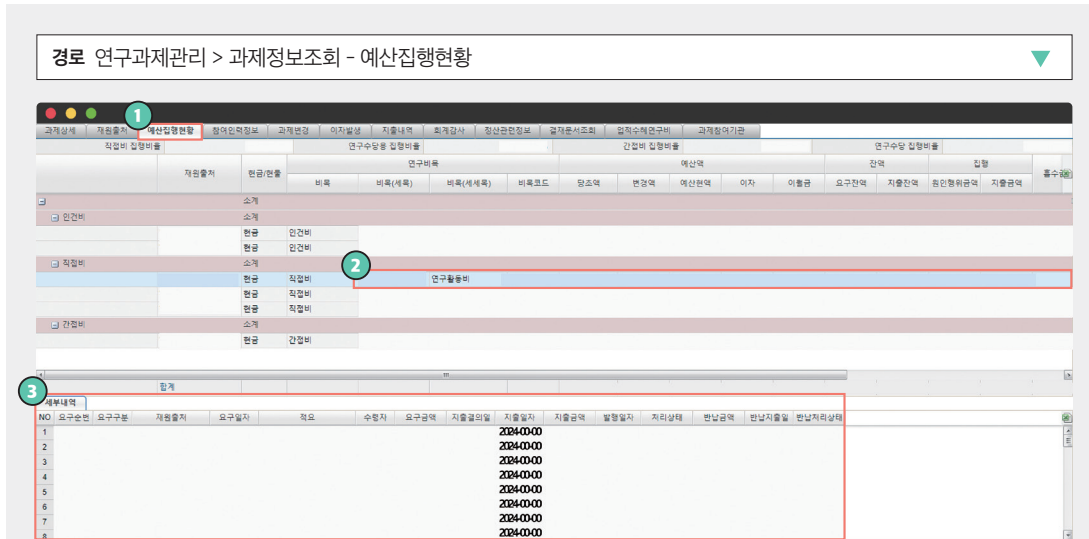 경로 연구과제관리 > 과제정보조회 - 예산집행현황
1
과제상세 재원출처 예산집행현황 참여인력정보 과제변경 이자발생 지출내역 회계감사 정산관련정보 결재문서조회 업적수혜연구비 과제참여기관
직접비 집행비율 연구수당용 집행비율 간접비 집행비율 연구수당 집행비율
재원출처 현금/현물 연구비목 예산액 잔액 집행 흡수
비목 비목(세목) 비목(세세목) 비목코드 당초액 변경액 예산현액 이자 이월금 요구잔액 지출잔액 원인행위금액 지출금액
소계
인건비 소계
현금 인건비
현금 인건비
직접비 소계
2
현금 직접비 연구활동비
현금 직접비
현금 직접비
간접비 소계
현금 간접비
합계
3
세부내역
NO 요구순번 요구구분 재원출처 요구일자 적요 수령자 요구금액 지출결의일 지출일자 지출금액 발행일자 처리상태 반납금액 반납지출일 반납처리상태
1 2024-00-00
2 2024-00-00
3 2024-00-00
4 2024-00-00
5 2024-00-00
6 2024-00-00
7 2024-00-00
8 2024-00-00